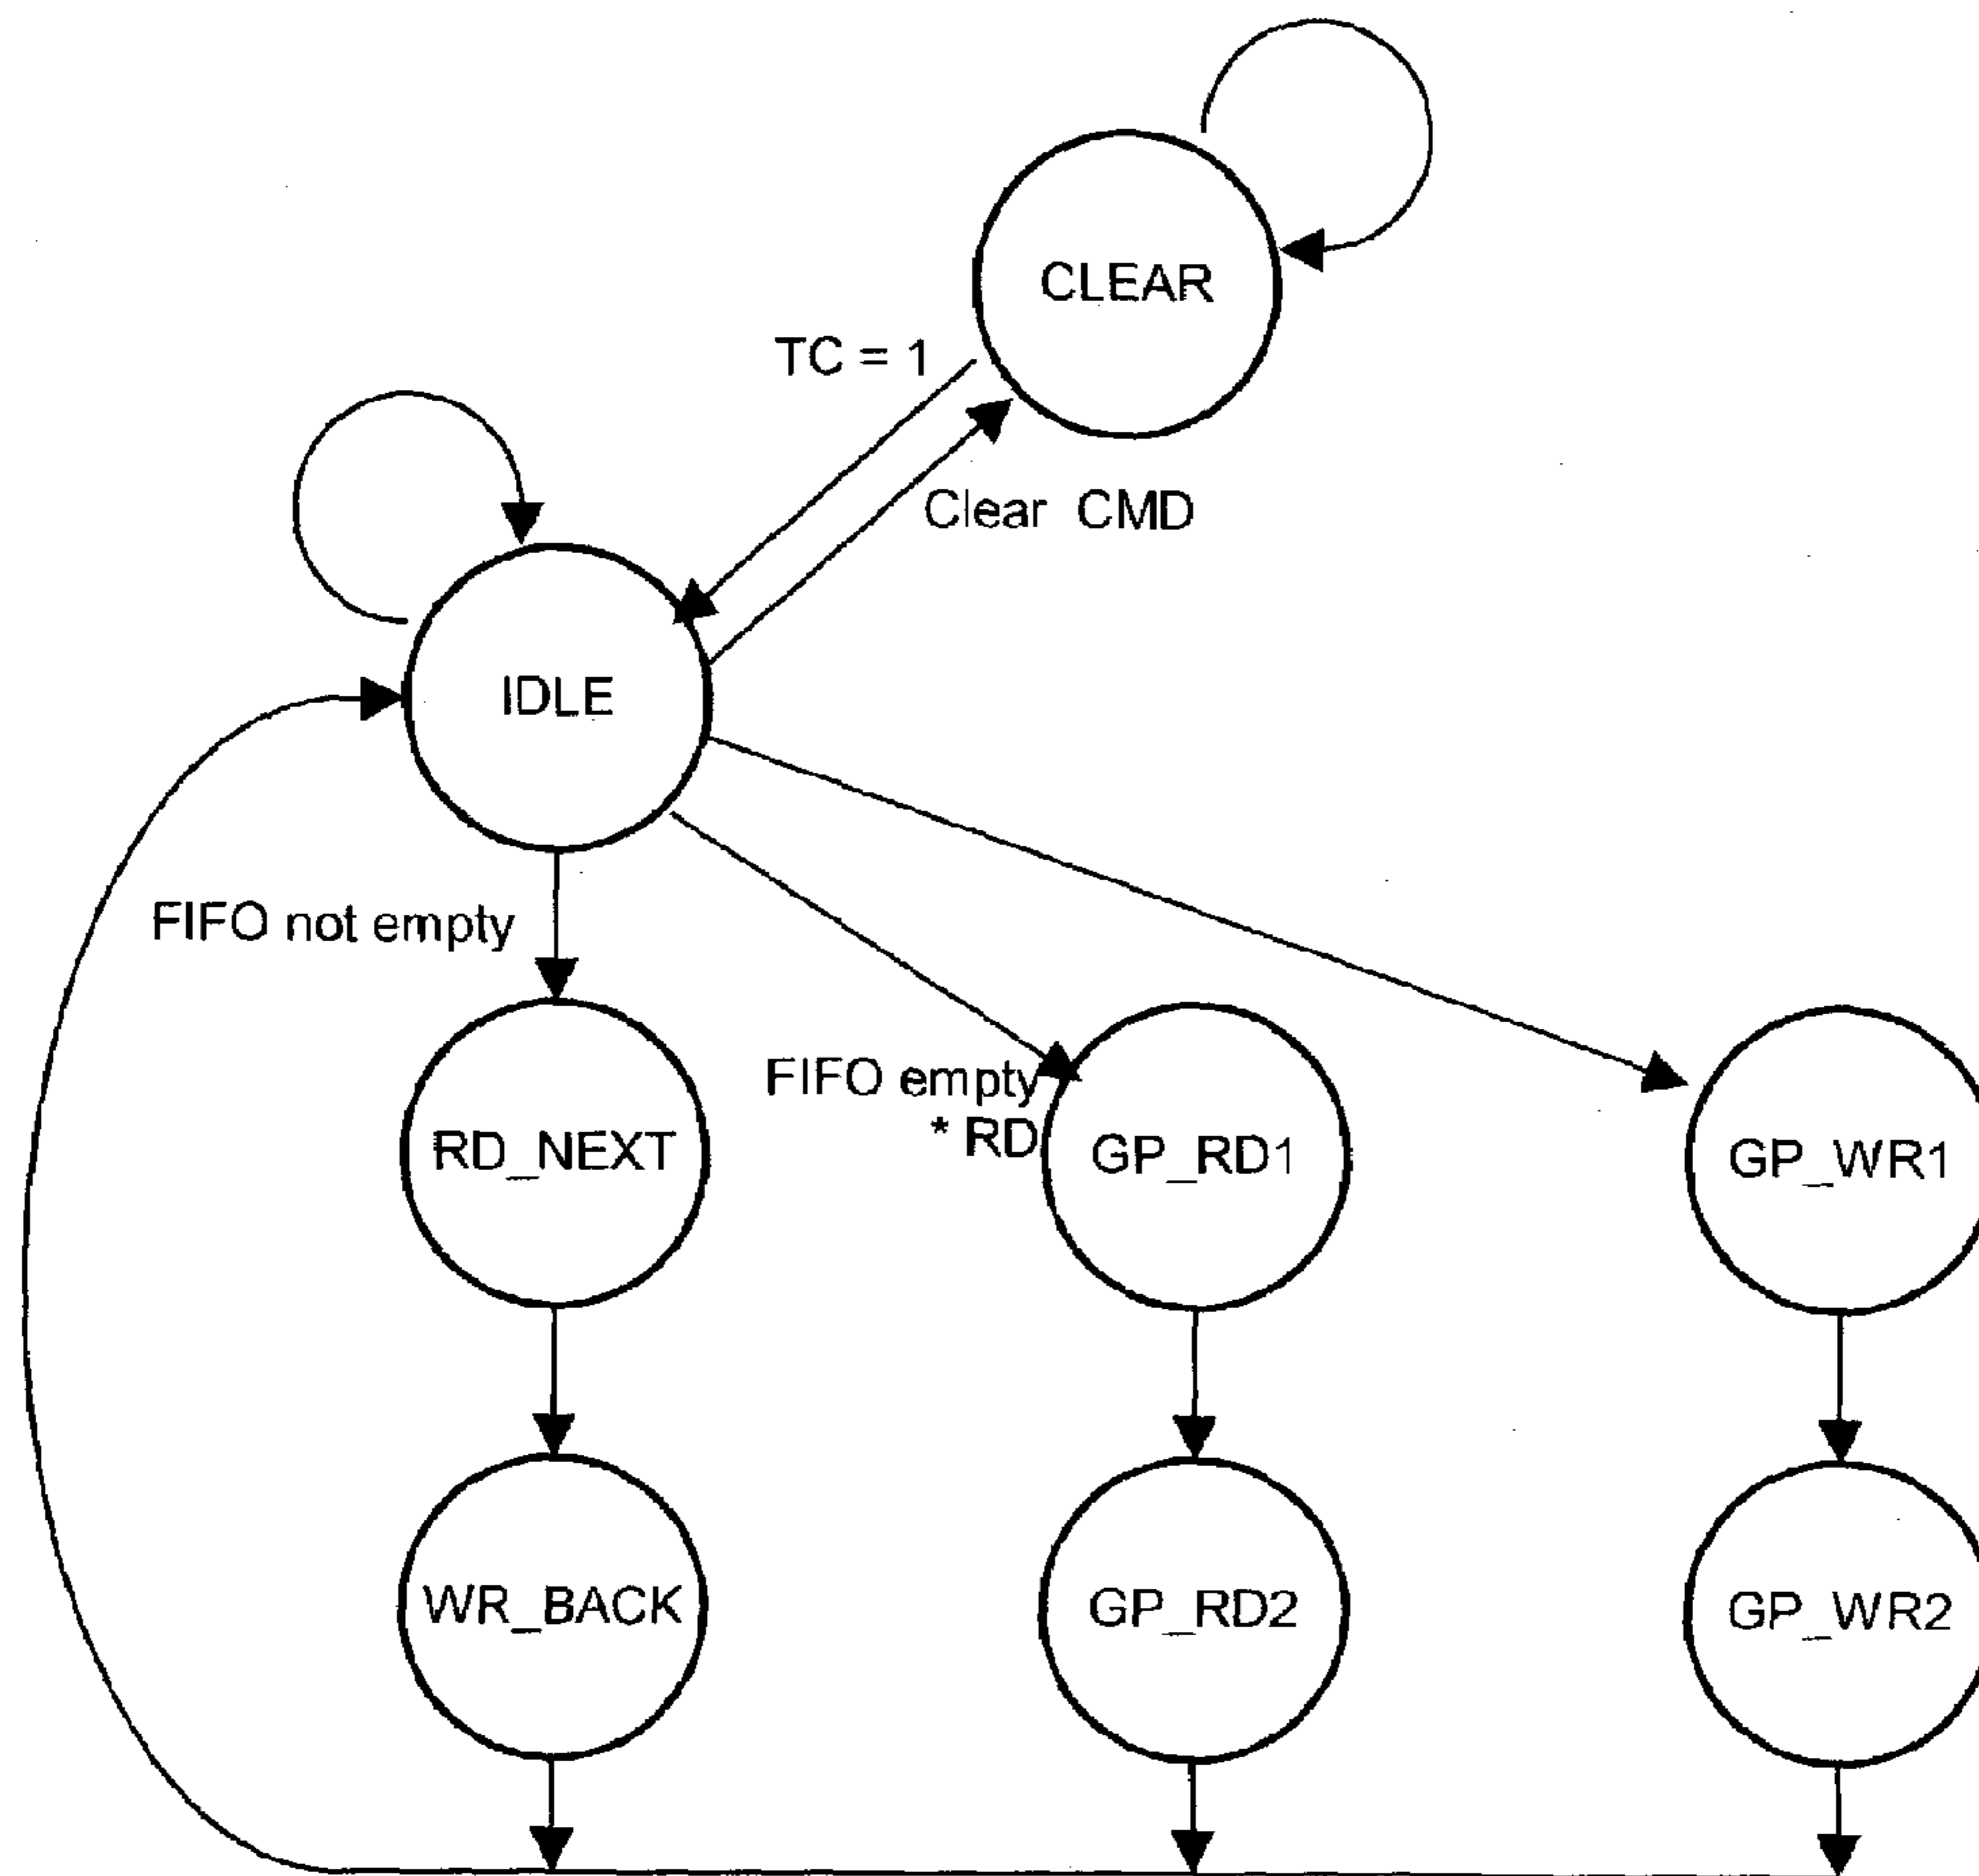 CLEAR
TC = 1
Clear CMD
IDLE
FIFO not empty
FIFO empty
* RD
RD_NEXT
GP_RD1
GP_WR1
WR_BACK
GP_RD2
GP_WR2